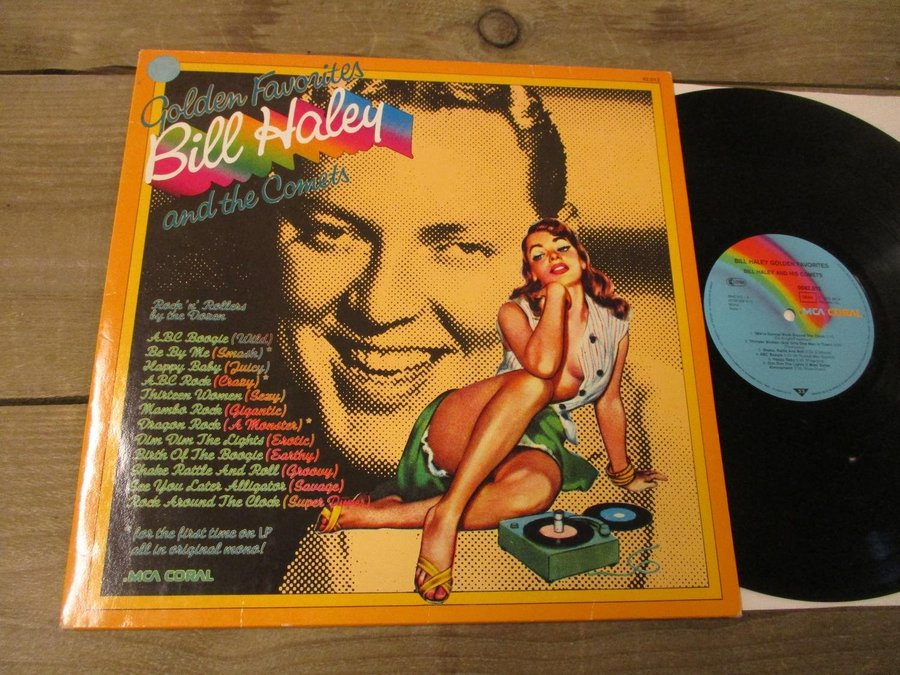 Golden Favorites
Bill Haley
and the Comets
Rock 'n' Rollers
by the Dozen
ABC Boogie (Wild)
Be By Me (Smash) *
Happy Baby (Juicy)
ABC Rock (Crazy) *
Thirteen Women (Sexy)
Mambo Rock (Gigantic)
Dragon Rock (A Monster) *
Dim Dim The Lights (Erotic)
Birth Of The Boogie (Earthy)
Shake Rattle And Roll (Groovy)
See You Later Alligator (Savage)
Rock Around The Clock (Super Duper)
* for the first time on LP
all in original mono!
MCA CORAL
BILL HALEY GOLDEN FAVORITES
BILL HALEY AND HIS COMETS
MCA CORAL